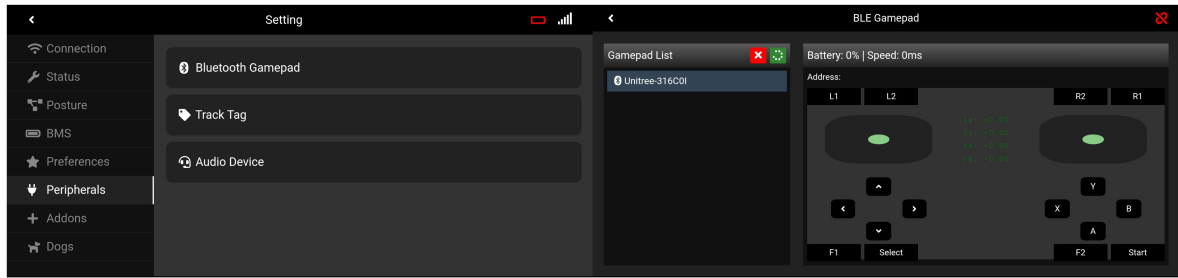 Setting
Connection
Status
Posture
BMS
Preferences
Peripherals
Addons
Dogs
Bluetooth Gamepad
Track Tag
Audio Device
BLE Gamepad
Gamepad List
Unitree-316C0I
Battery: 0% | Speed: 0ms
Address:
L1 L2 R2 R1
Y
X B
A
F1 Select F2 Start